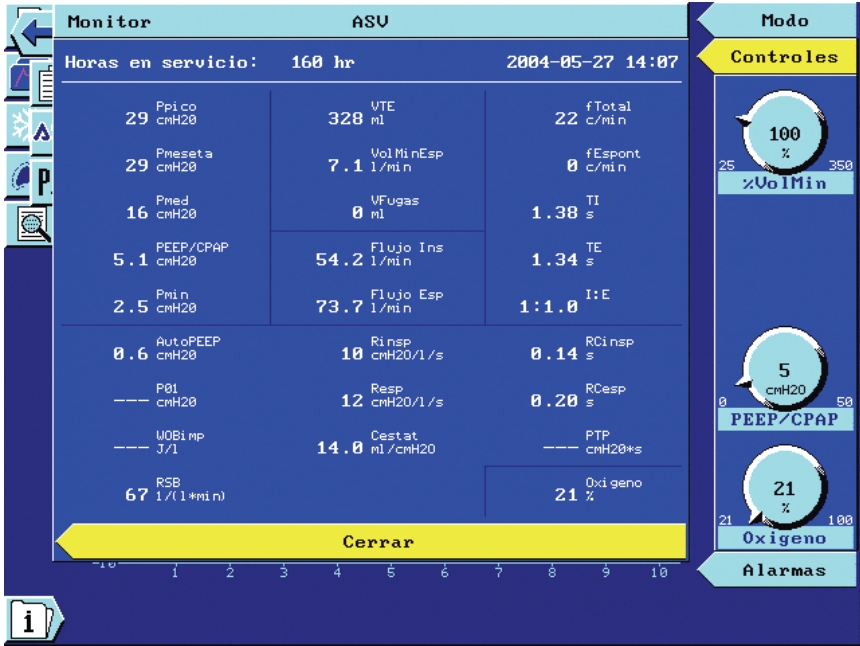 Monitor ASV
Horas en servicio: 160 hr 2004-05-27 14:07
29 Ppico cmH2O
328 VTE ml
22 fTotal c/min
29 Pmeseta cmH2O
7.1 VolMinEsp l/min
0 fEspont c/min
16 Pmed cmH2O
0 VFugas ml
1.38 TI s
5.1 PEEP/CPAP cmH2O
54.2 Flujo Ins l/min
1.34 TE s
2.5 Pmin cmH2O
73.7 Flujo Esp l/min
1:1.0 I:E
0.6 AutoPEEP cmH2O
10 Rinsp cmH2O/l/s
0.14 RCinsp s
--- P01 cmH2O
12 Resp cmH2O/l/s
0.20 RCesp s
--- WOBimp J/l
14.0 Cestat ml/cmH2O
--- PTP cmH2O*s
67 RSB 1/(l*min)
21 Oxigeno %
Cerrar
-10
1 2 3 4 5 6 7 8 9 10
P
i
Modo
Controles
100
%
25 350
%VolMin
5
cmH2O
0 50
PEEP/CPAP
21
%
21 100
Oxigeno
Alarmas